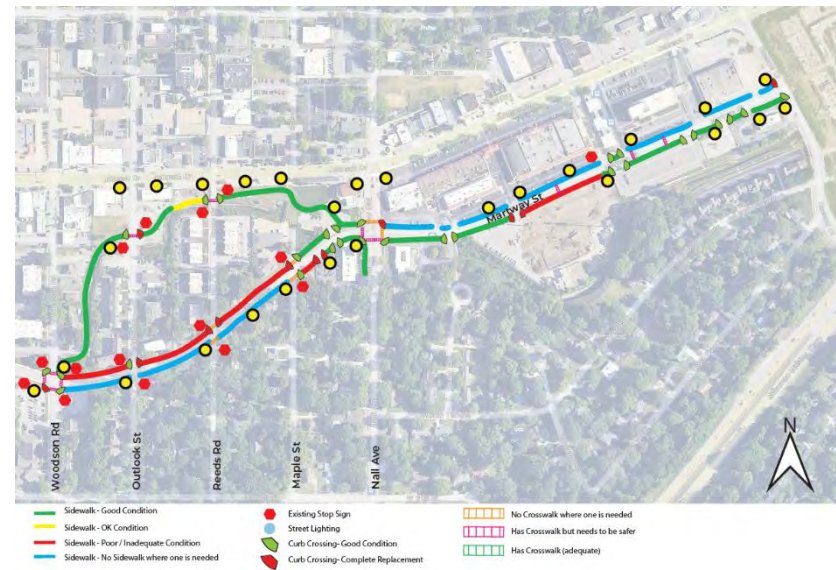 Martway St
N
Woodson Rd
Outlook St
Reeds Rd
Maple St
Nall Ave
Sidewalk - Good Condition
Sidewalk - OK Condition
Sidewalk - Poor / Inadequate Condition
Sidewalk - No Sidewalk where one is needed
Existing Stop Sign
Street Lighting
Curb Crossing- Good Condition
Curb Crossing- Complete Replacement
No Crosswalk where one is needed
Has Crosswalk but needs to be safer
Has Crosswalk (adequate)